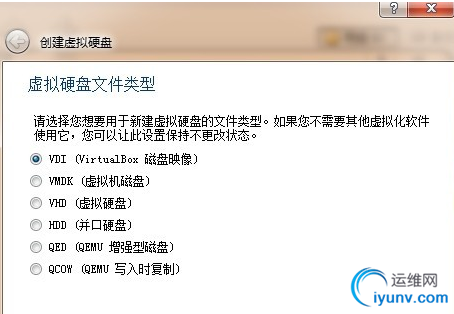 创建虚拟硬盘
虚拟硬盘文件类型
请选择您想要用于新建虚拟硬盘的文件类型。如果您不需要其他虚拟化软件
使用它，您可以让此设置保持不更改状态。
VDI (VirtualBox 磁盘映像)
VMDK (虚拟机磁盘)
VHD (虚拟硬盘)
HDD (并口硬盘)
QED (QEMU 增强型磁盘)
QCOW (QEMU 写入时复制)
运维网
iyunv.com